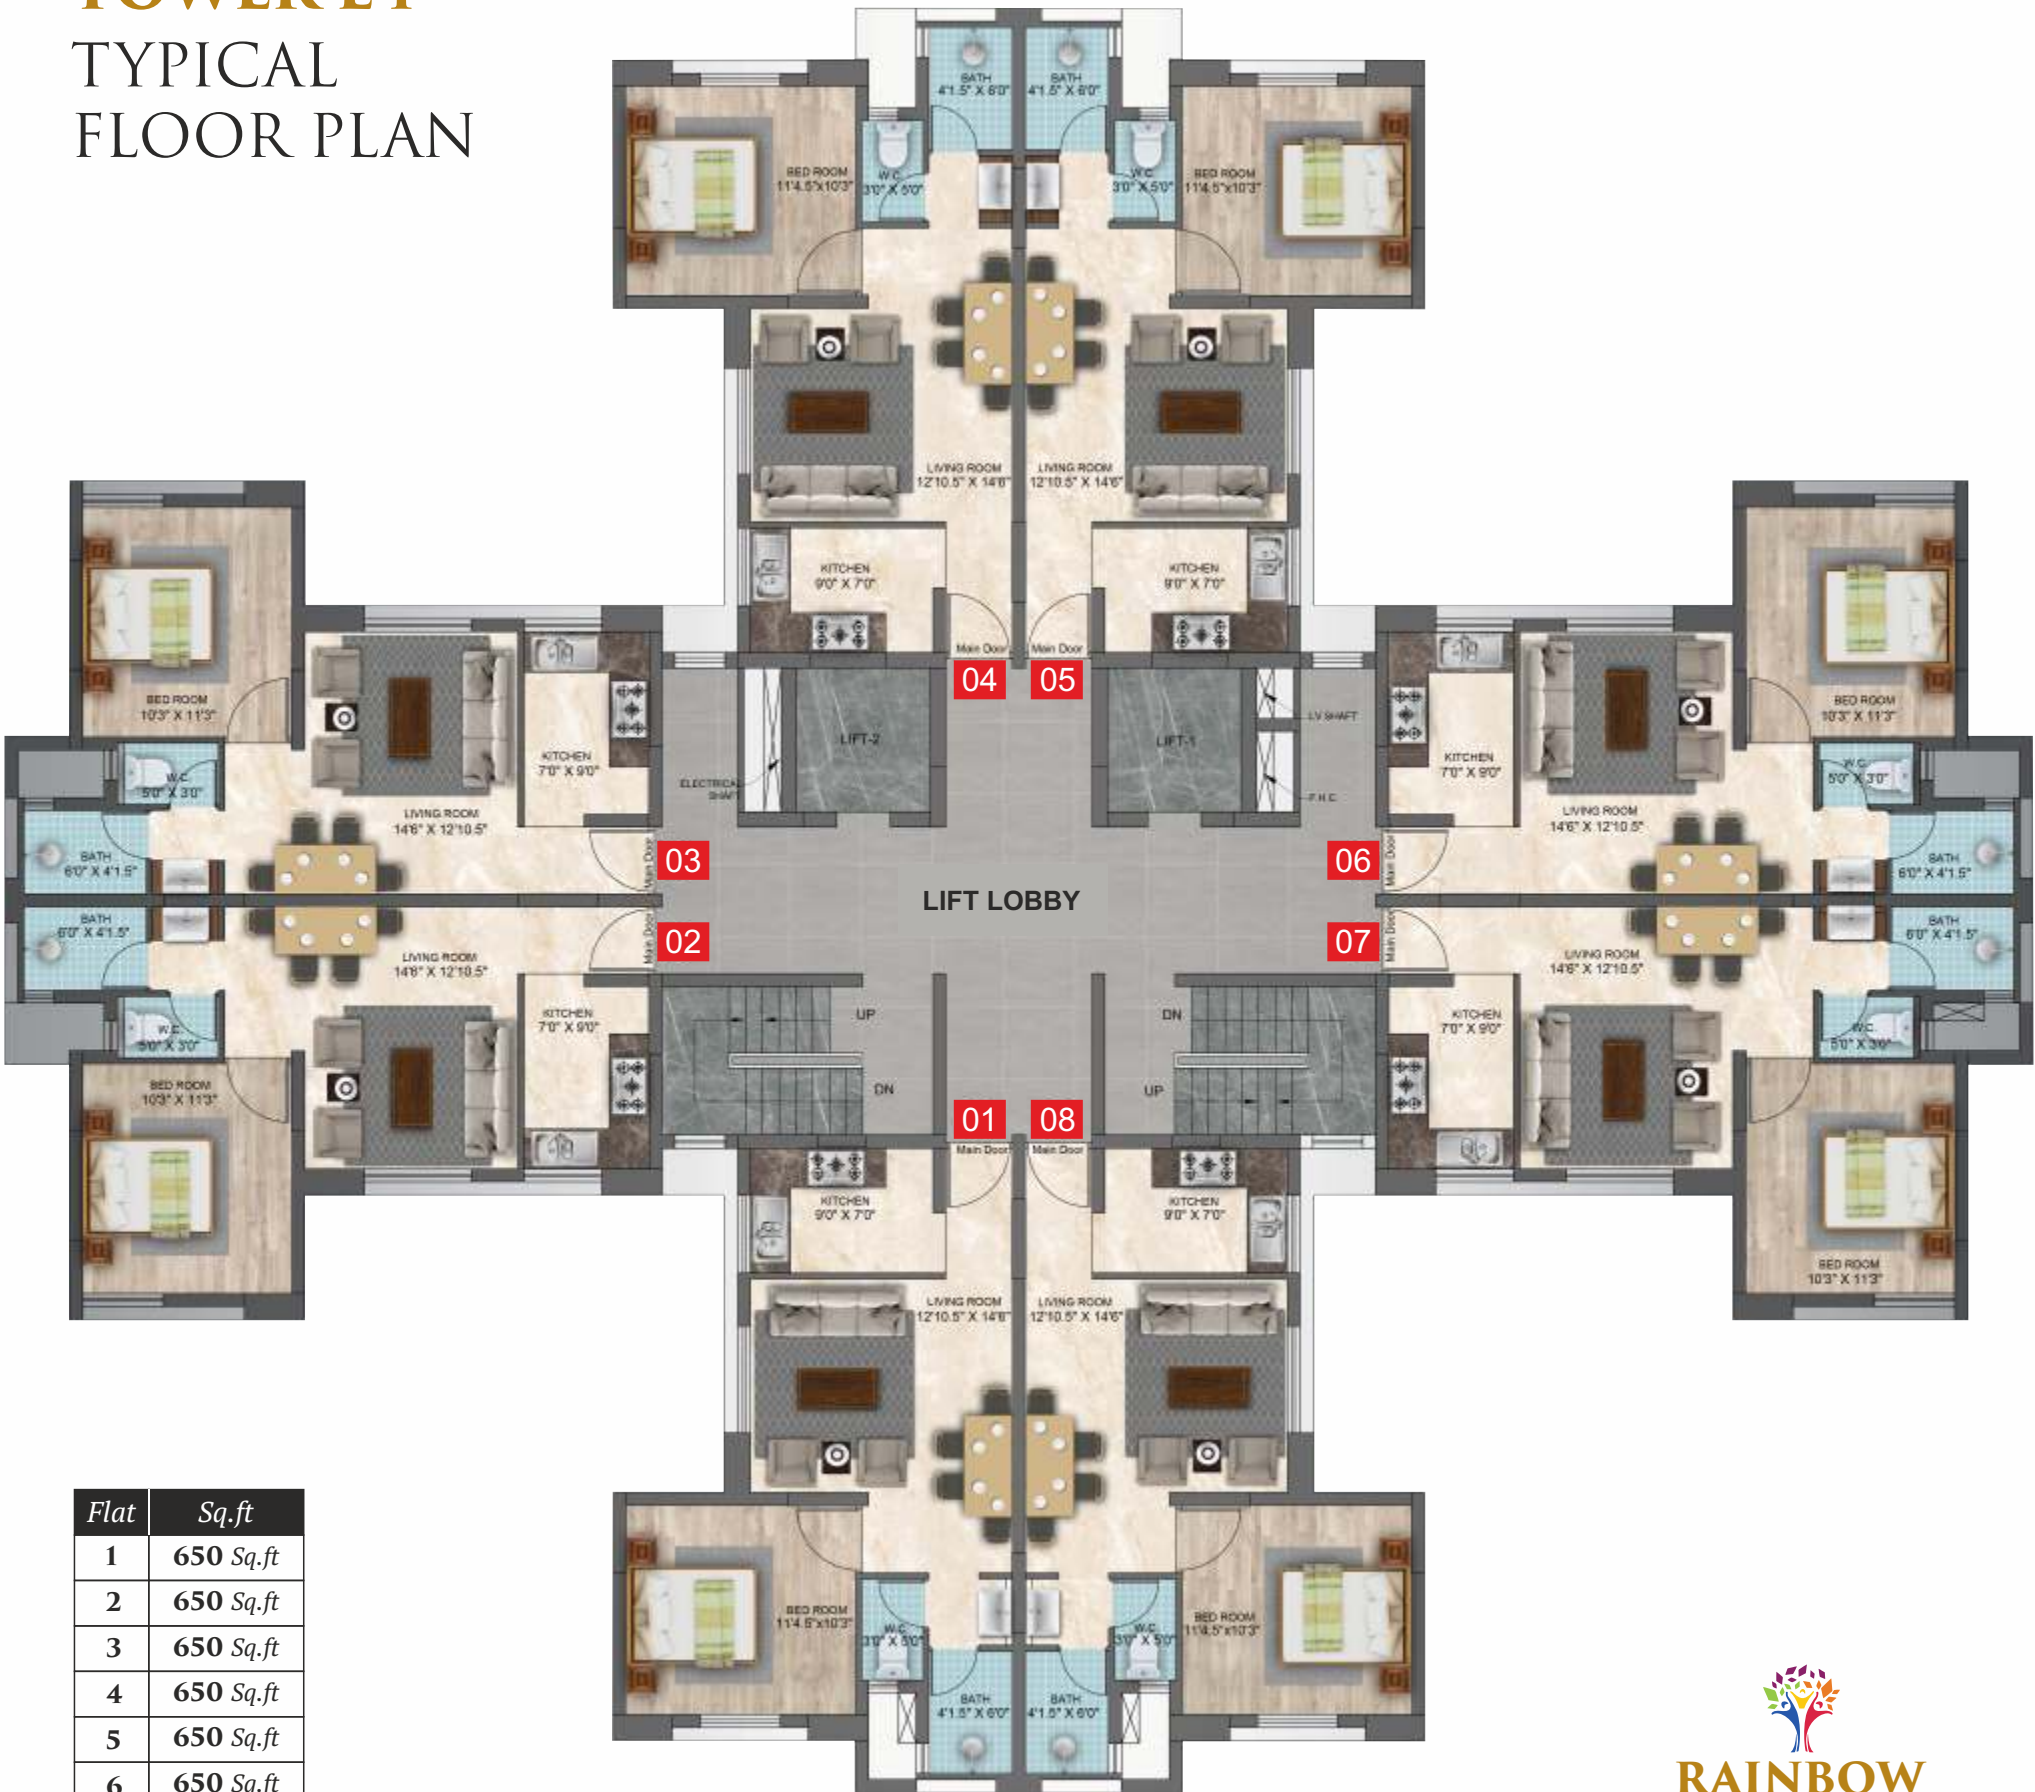 TYPICAL
FLOOR PLAN
BATH
4'1.5" X 6'0"
BATH
4'1.5" X 6'0"
BED ROOM
11'4.5"x10'3"
W.C.
3'0" X 5'0"
W.C.
3'0" X 5'0"
BED ROOM
11'4.5"x10'3"
LIVING ROOM
12'10.5" X 14'6"
LIVING ROOM
12'10.5" X 14'6"
KITCHEN
9'0" X 7'0"
KITCHEN
9'0" X 7'0"
Main Door
Main Door
04
05
BED ROOM
10'3" X 11'3"
BED ROOM
10'3" X 11'3"
LIFT-2
LIFT-1
L.V SHAFT
ELECTRICAL
SHAFT
F.H.C.
KITCHEN
7'0" X 9'0"
KITCHEN
7'0" X 9'0"
W.C.
5'0" X 3'0"
W.C.
5'0" X 3'0"
LIVING ROOM
14'6" X 12'10.5"
LIVING ROOM
14'6" X 12'10.5"
BATH
6'0" X 4'1.5"
BATH
6'0" X 4'1.5"
Main Door
03
06
Main Door
LIFT LOBBY
BATH
6'0" X 4'1.5"
BATH
6'0" X 4'1.5"
Main Door
02
07
Main Door
LIVING ROOM
14'6" X 12'10.5"
LIVING ROOM
14'6" X 12'10.5"
W.C.
5'0" X 3'0"
W.C.
5'0" X 3'0"
KITCHEN
7'0" X 9'0"
KITCHEN
7'0" X 9'0"
UP
DN
DN
UP
BED ROOM
10'3" X 11'3"
BED ROOM
10'3" X 11'3"
01
08
Main Door
Main Door
KITCHEN
9'0" X 7'0"
KITCHEN
9'0" X 7'0"
LIVING ROOM
12'10.5" X 14'6"
LIVING ROOM
12'10.5" X 14'6"
BED ROOM
11'4.5"x10'3"
W.C.
3'0" X 5'0"
W.C.
3'0" X 5'0"
BED ROOM
11'4.5"x10'3"
BATH
4'1.5" X 6'0"
BATH
4'1.5" X 6'0"
Flat Sq.ft
1 650 Sq.ft
2 650 Sq.ft
3 650 Sq.ft
4 650 Sq.ft
5 650 Sq.ft
6 650 Sq.ft
RAINBOW